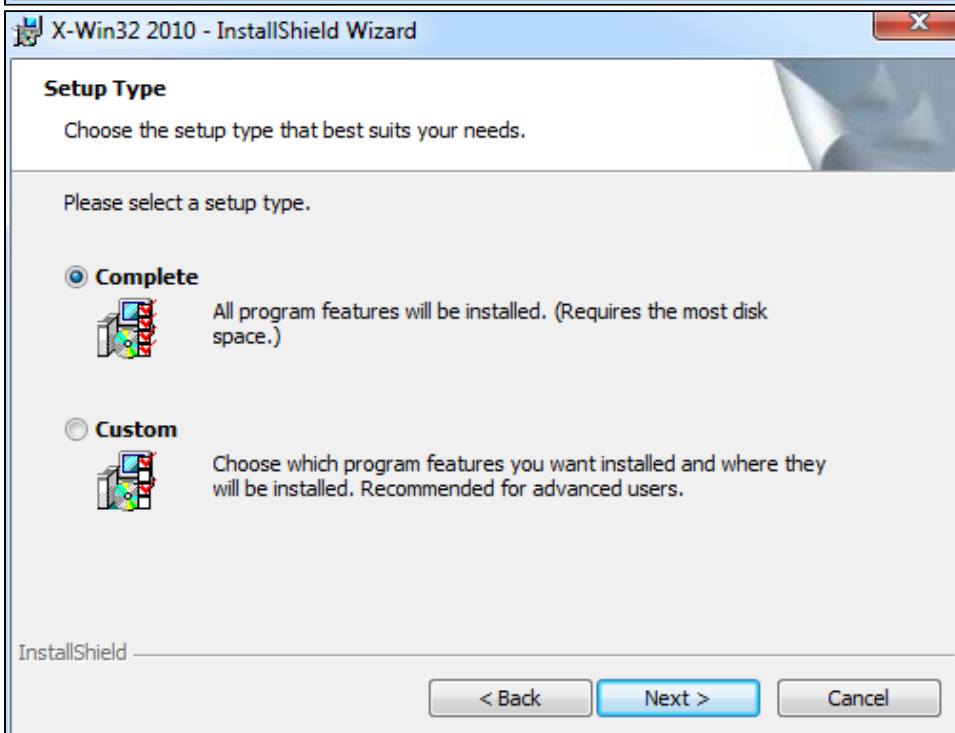 X-Win32 2010 - InstallShield Wizard
Setup Type
Choose the setup type that best suits your needs.
Please select a setup type.
Complete
All program features will be installed. (Requires the most disk
space.)
Custom
Choose which program features you want installed and where they
will be installed. Recommended for advanced users.
InstallShield
< Back Next > Cancel